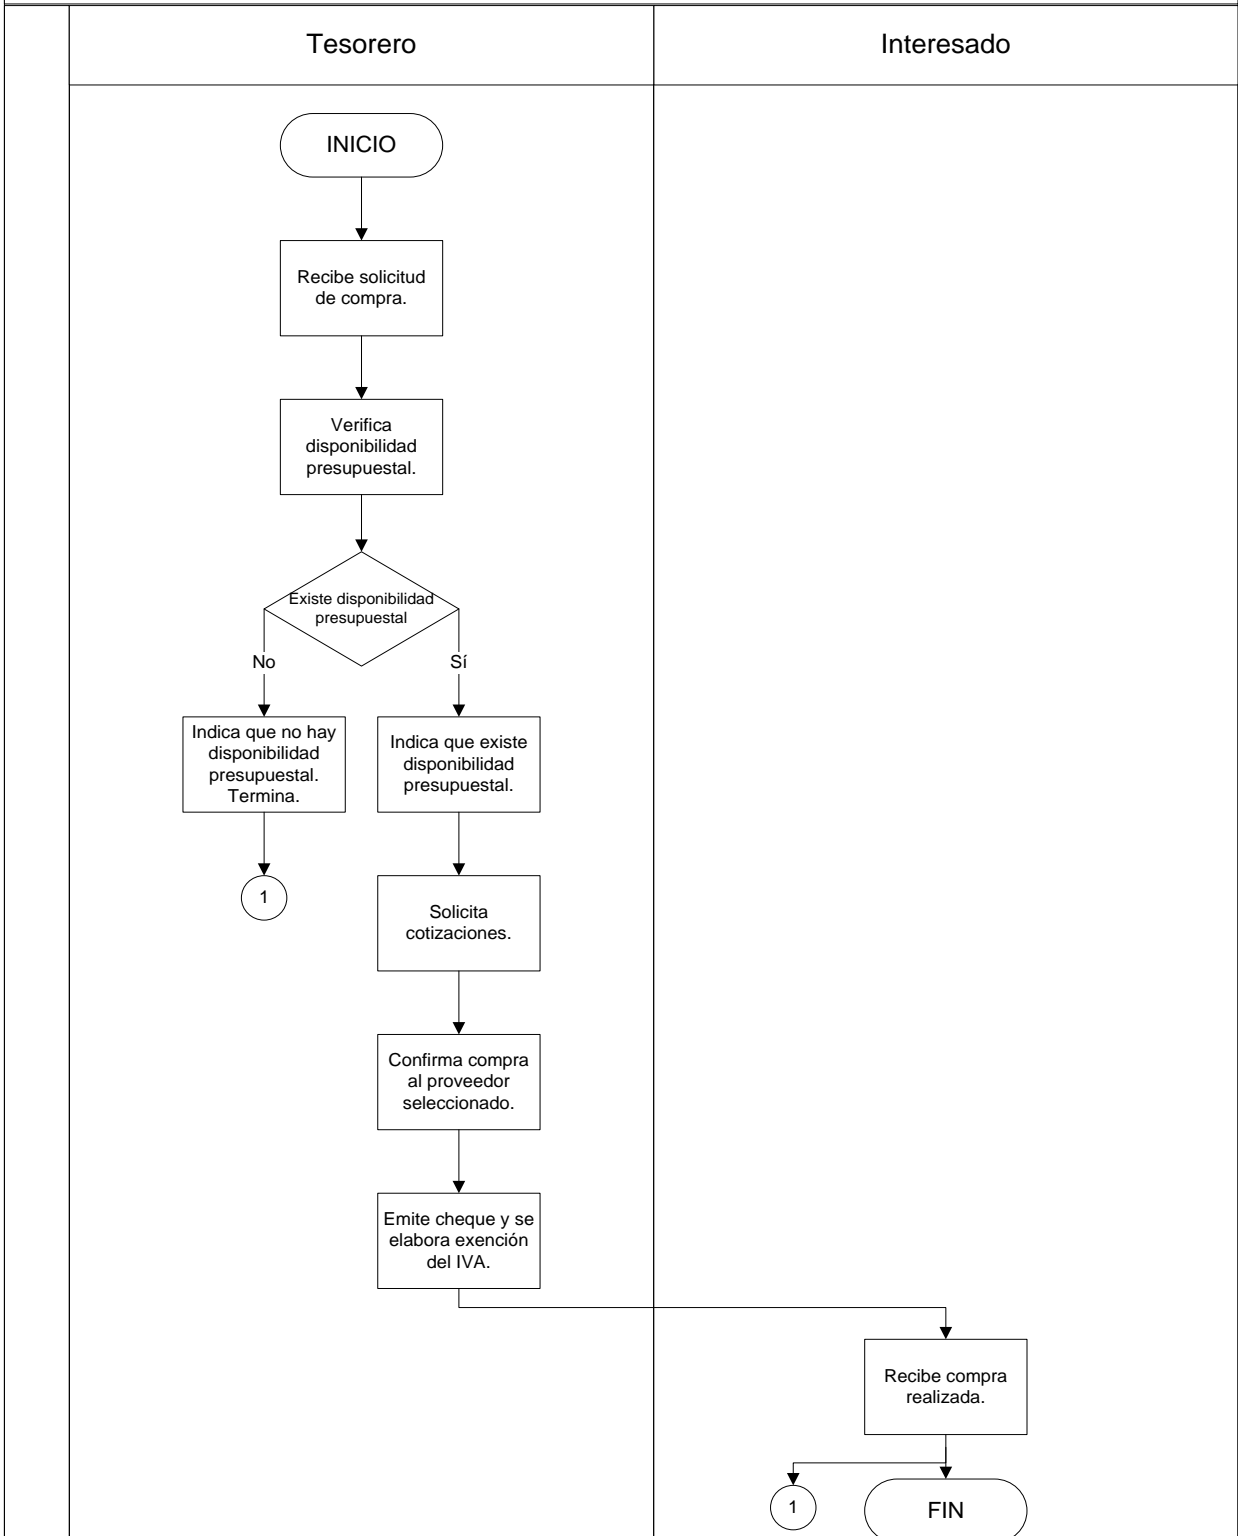 Tesorero
Interesado
INICIO
Recibe solicitud
de compra.
Verifica
disponibilidad
presupuestal.
Existe disponibilidad
presupuestal
No
Sí
Indica que no hay
disponibilidad
presupuestal.
Termina.
Indica que existe
disponibilidad
presupuestal.
1
Solicita
cotizaciones.
Confirma compra
al proveedor
seleccionado.
Emite cheque y se
elabora exención
del IVA.
Recibe compra
realizada.
1
FIN